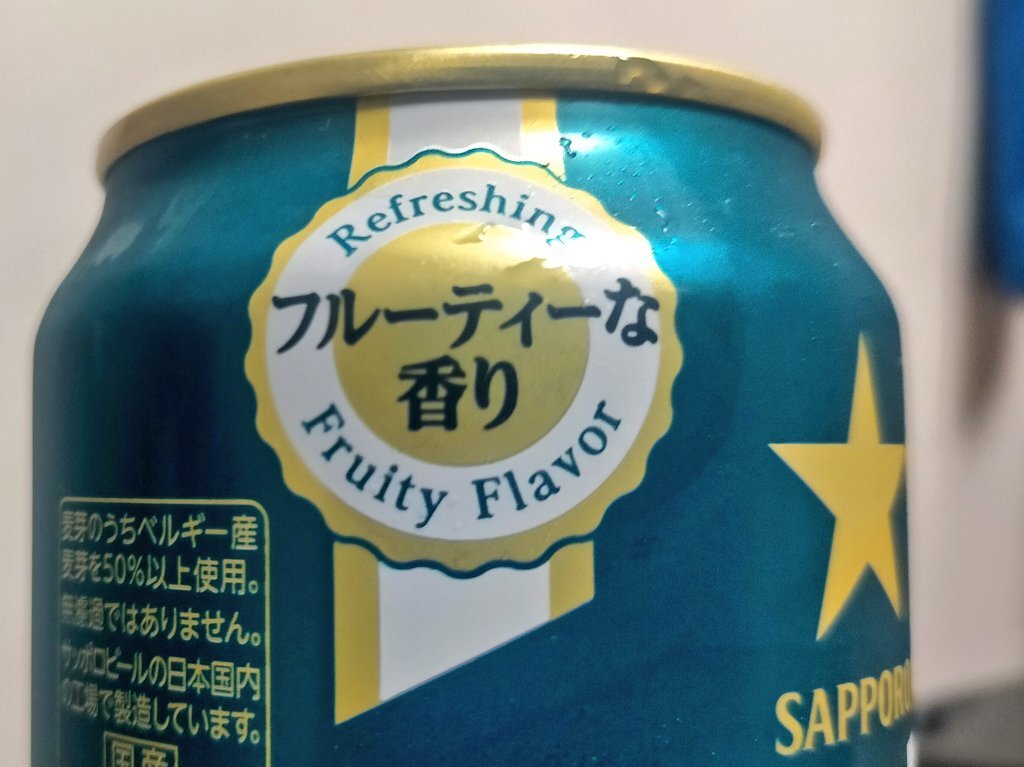 Refreshing
フルーティーな
香り
Fruity Flavor
麦芽のうちベルギー産
麦芽を50%以上使用。
無濾過ではありません。
サッポロビールの日本国内
の工場で製造しています。
国産
SAPPORO